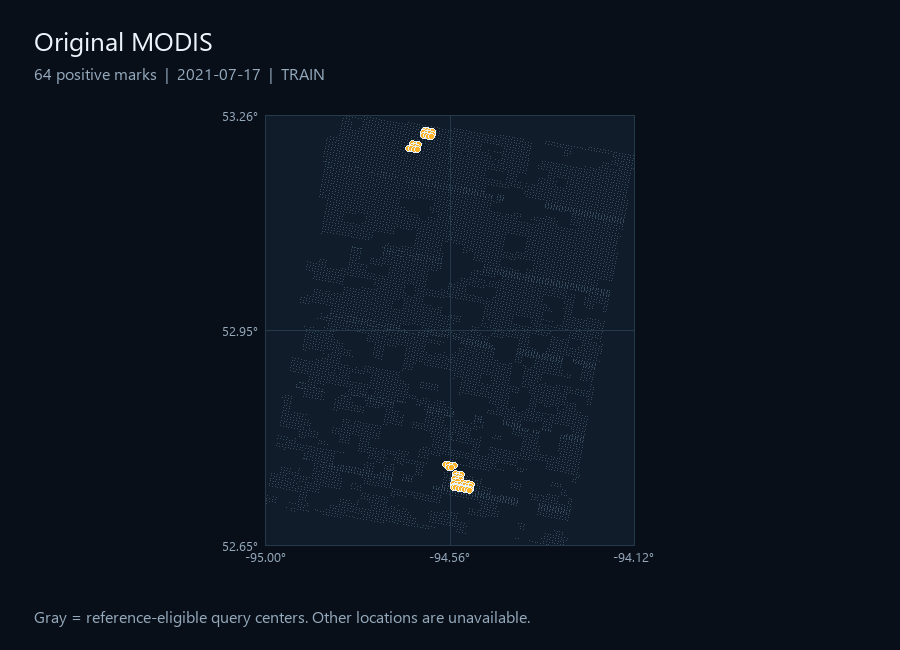 Original MODIS
64 positive marks | 2021-07-17 | TRAIN
53.26°
52.95°
52.65°
-95.00°
-94.56°
-94.12°
Gray = reference-eligible query centers. Other locations are unavailable.